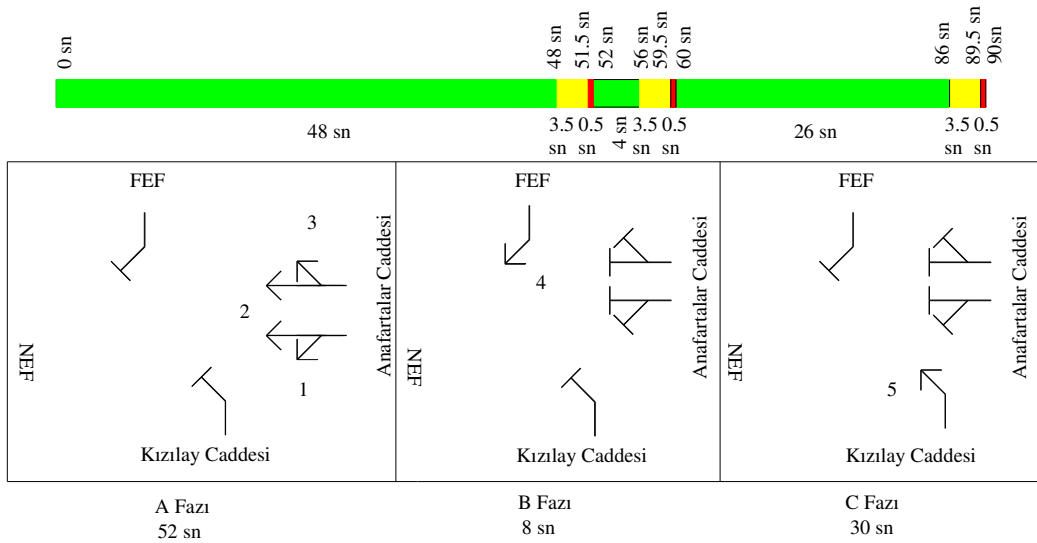 0 sn
48 sn
51.5 sn
52 sn
56 sn
59.5 sn
60 sn
86 sn
89.5 sn
90sn
48 sn
3.5 sn
0.5 sn
4 sn
3.5 sn
0.5 sn
26 sn
3.5 sn
0.5 sn
FEF
3
2
1
NEF
Anafartalar Caddesi
Kızılay Caddesi
FEF
4
NEF
Anafartalar Caddesi
Kızılay Caddesi
FEF
5
NEF
Anafartalar Caddesi
Kızılay Caddesi
A Fazı
52 sn
B Fazı
8 sn
C Fazı
30 sn